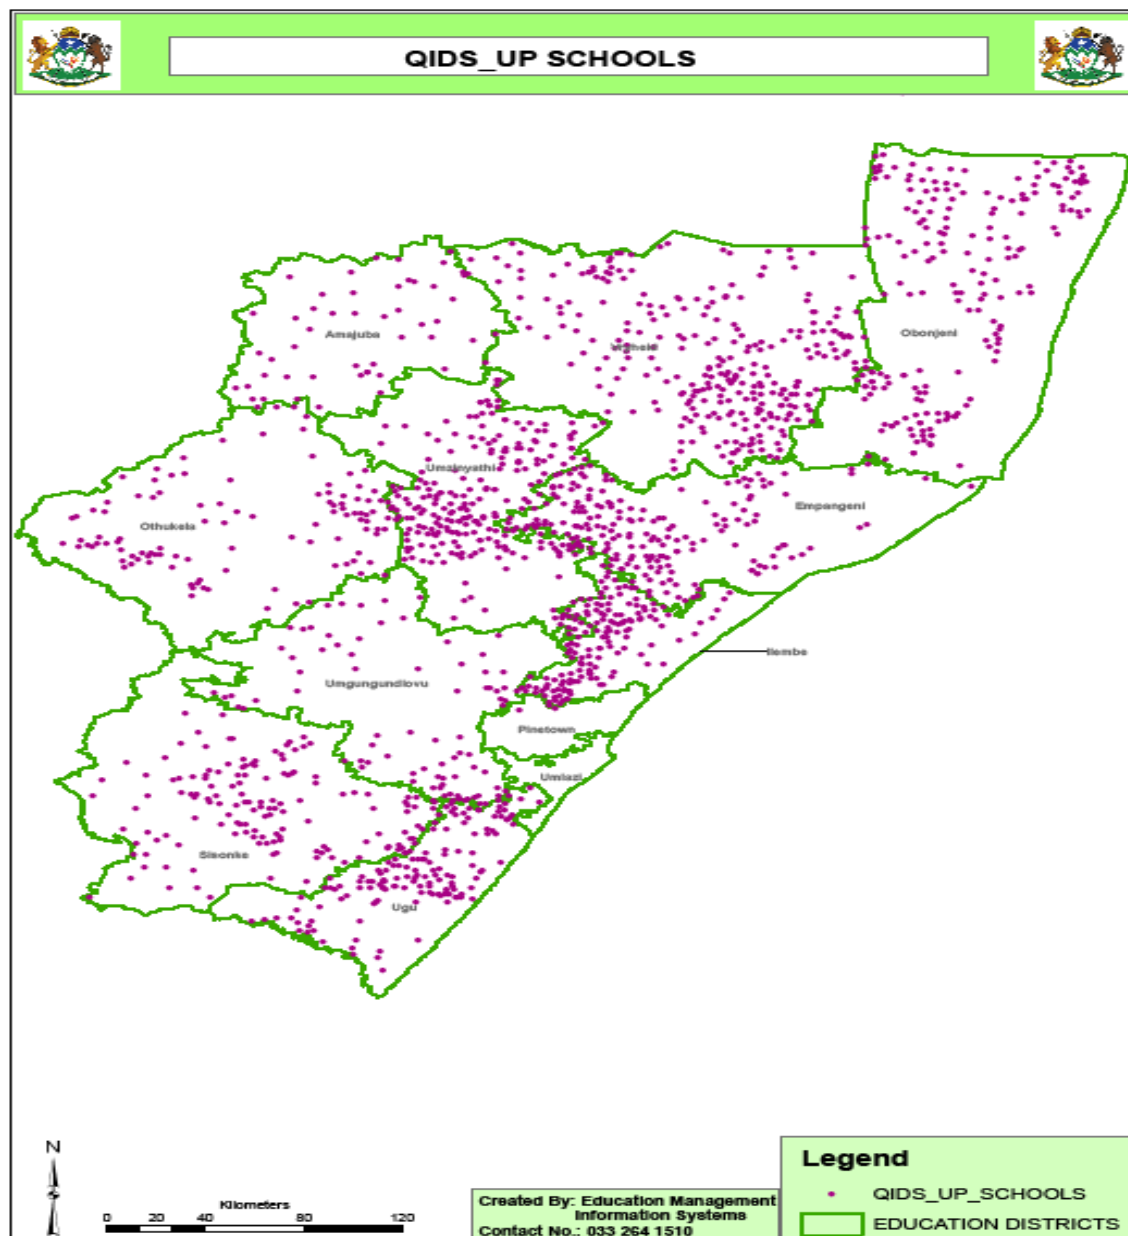 QIDS_UP SCHOOLS
Obonjeni
Amajuba
Umzinyathi
Empangeni
Othukela
Ilembe
Umgungundlovu
Pinetown
Umlazi
Sisonke
Ugu
N
Kilometers
0 20 40 80 120
Created By: Education Management
Information Systems
Contact No.: 033 264 1510
Legend
QIDS_UP_SCHOOLS
EDUCATION DISTRICTS